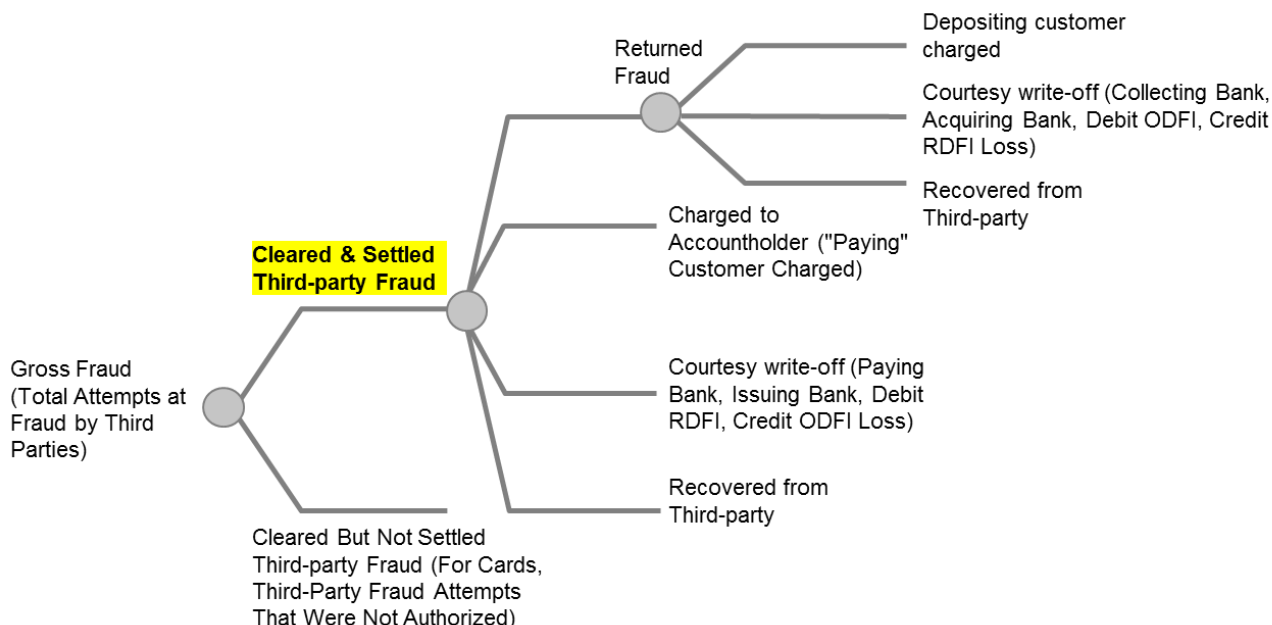 Depositing customer
charged
Returned
Fraud
Courtesy write-off (Collecting Bank,
Acquiring Bank, Debit ODFI, Credit
RDFI Loss)
Recovered from
Third-party
Charged to
Accountholder ("Paying"
Customer Charged)
Cleared & Settled
Third-party Fraud
Gross Fraud
(Total Attempts at
Fraud by Third
Parties)
Courtesy write-off (Paying
Bank, Issuing Bank, Debit
RDFI, Credit ODFI Loss)
Recovered from
Third-party
Cleared But Not Settled
Third-party Fraud (For Cards,
Third-Party Fraud Attempts
That Were Not Authorized)